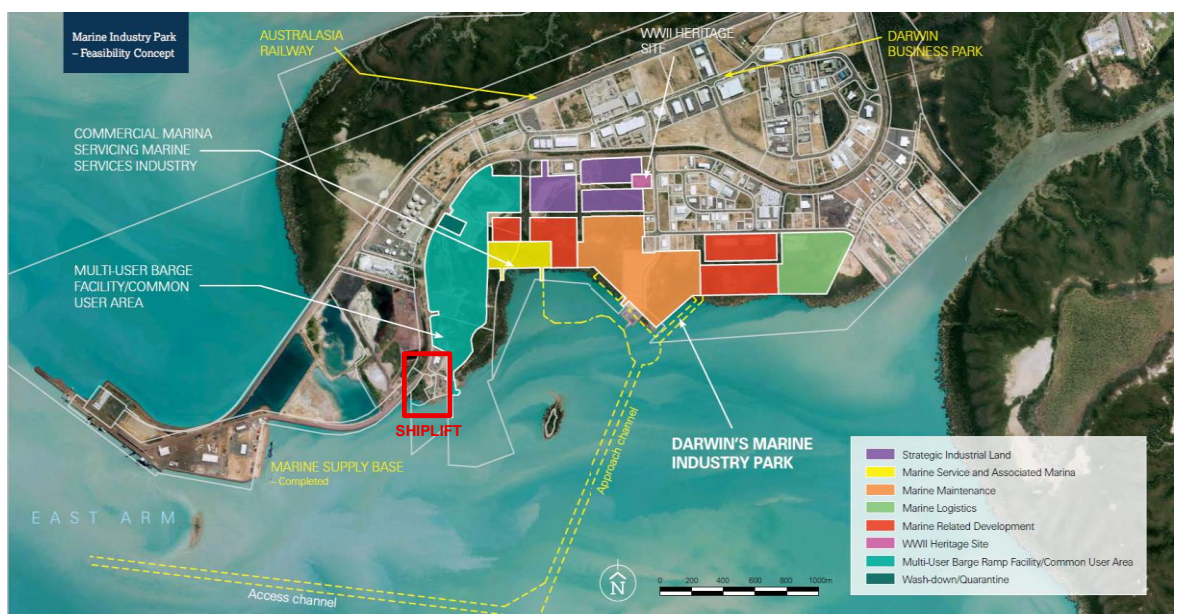 Marine Industry Park
– Feasibility Concept
AUSTRALASIA
RAILWAY
WWII HERITAGE
SITE
DARWIN
BUSINESS PARK
COMMERCIAL MARINA
SERVICING MARINE
SERVICES INDUSTRY
MULTI-USER BARGE
FACILITY/COMMON
USER AREA
SHIPLIFT
MARINE SUPPLY BASE
– Completed
DARWIN'S MARINE
INDUSTRY PARK
Approach channel
EAST ARM
Access channel
N
0 200 400 600 800 1000m
Strategic Industrial Land
Marine Service and Associated Marina
Marine Maintenance
Marine Logistics
Marine Related Development
WWII Heritage Site
Multi-User Barge Ramp Facility/Common User Area
Wash-down/Quarantine